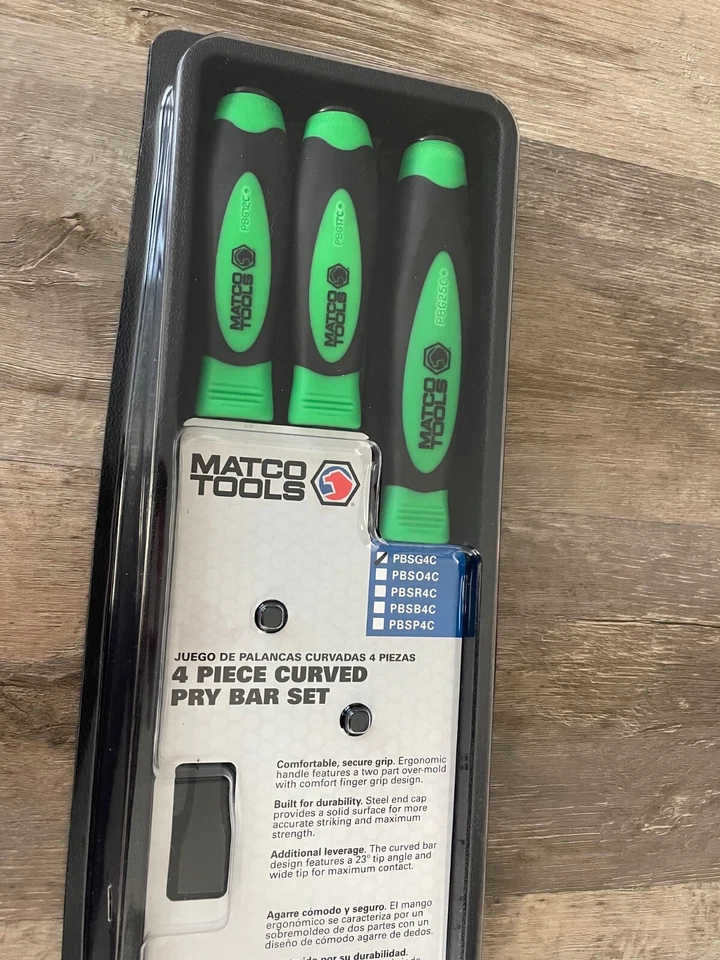 PBG12C
MATCO
TOOLS
PBG17C
MATCO
TOOLS
PBG25C
MATCO
TOOLS
MATCO
TOOLS
PBSG4C
PBSO4C
PBSR4C
PBSB4C
PBSP4C
JUEGO DE PALANCAS CURVADAS 4 PIEZAS
4 PIECE CURVED
PRY BAR SET
Comfortable, secure grip. Ergonomic
handle features a two part over-mold
with comfort finger grip design.
Built for durability. Steel end cap
provides a solid surface for more
accurate striking and maximum
strength.
Additional leverage. The curved bar
design features a 23° tip angle and
wide tip for maximum contact.
Agarre cómodo y seguro. El mango
ergonómico se caracteriza por un
sobremoldeo de dos partes con un
diseño de cómodo agarre de dedos.
por su durabilidad.